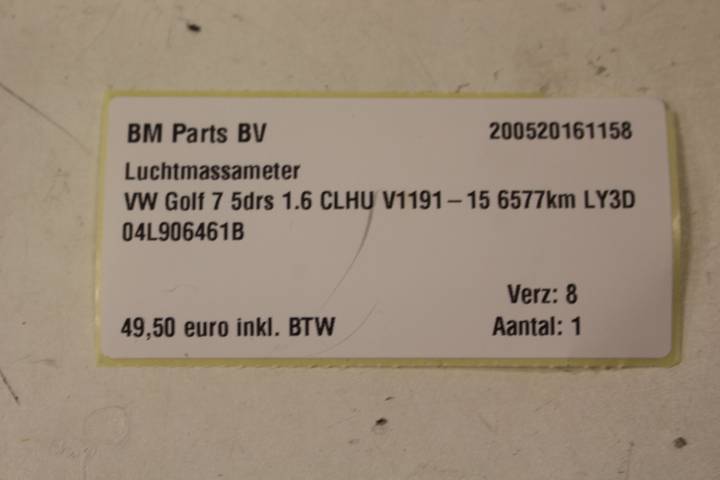 BM Parts BV 200520161158
Luchtmassameter
VW Golf 7 5drs 1.6 CLHU V1191 – 15 6577km LY3D
04L906461B
Verz: 8
49,50 euro inkl. BTW Aantal: 1